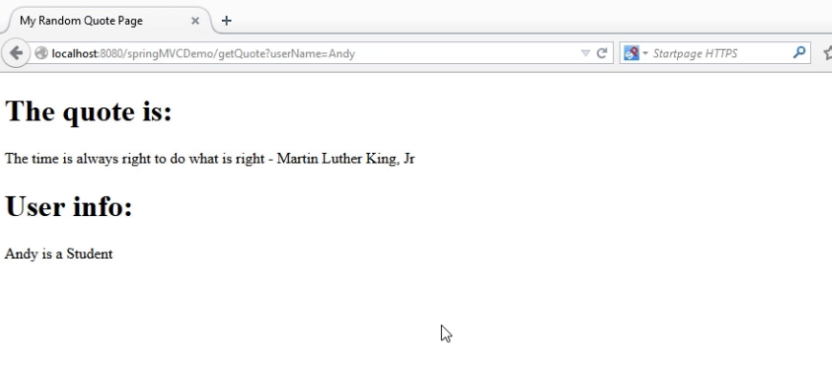 My Random Quote Page
localhost:8080/springMVCDemo/getQuote?userName=Andy
Startpage HTTPS
The quote is:
The time is always right to do what is right - Martin Luther King, Jr
User info:
Andy is a Student